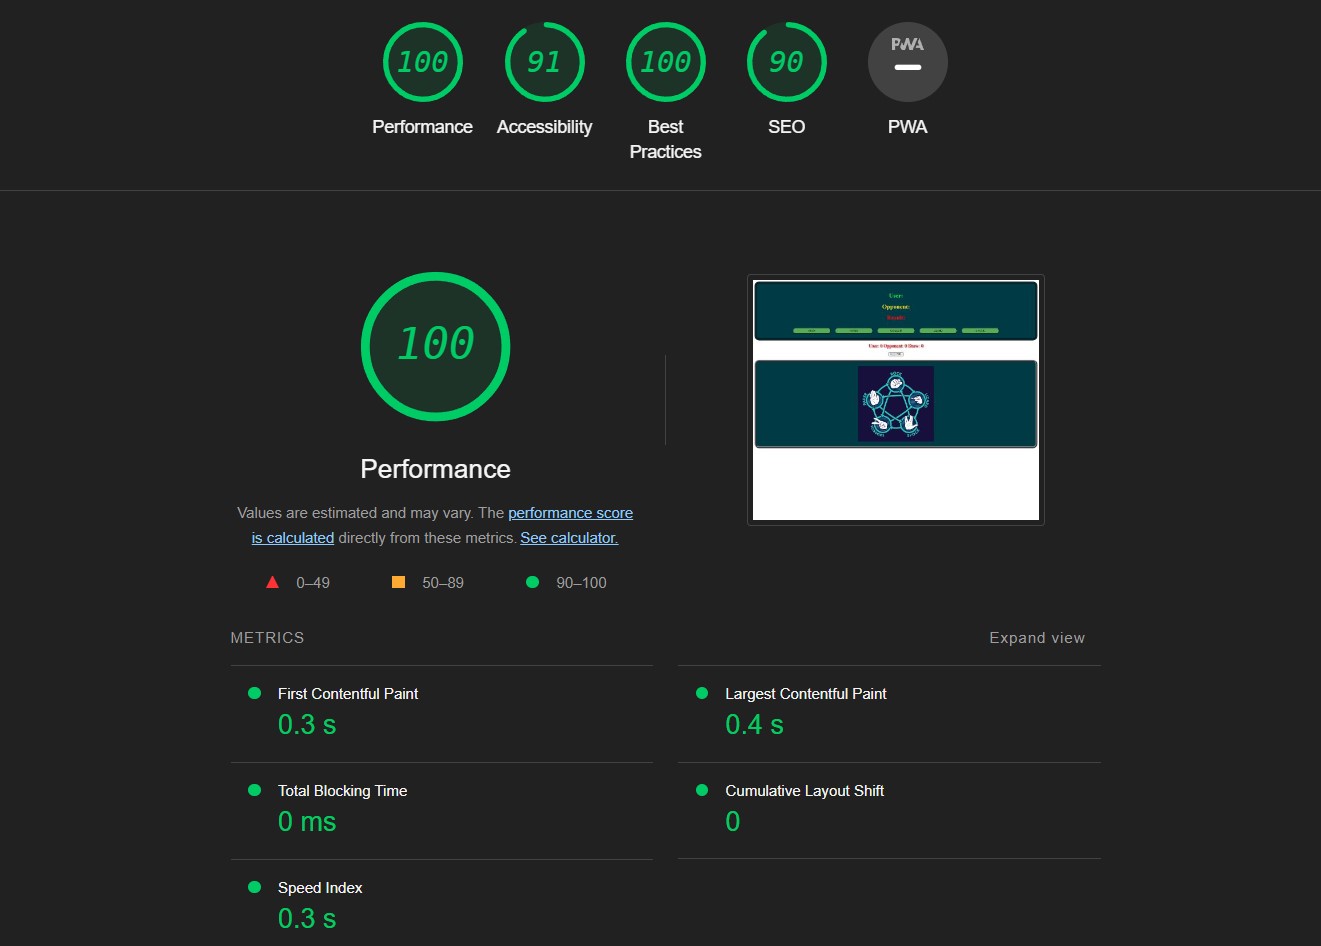 100
91
100
90
PWA
Performance
Accessibility
Best
Practices
SEO
PWA
100
Performance
Values are estimated and may vary. The performance score
is calculated directly from these metrics. See calculator.
0–49
50–89
90–100
User:
Opponent:
Result:
User: 0 Opponent: 0 Draw: 0
METRICS
Expand view
First Contentful Paint
0.3 s
Largest Contentful Paint
0.4 s
Total Blocking Time
0 ms
Cumulative Layout Shift
0
Speed Index
0.3 s